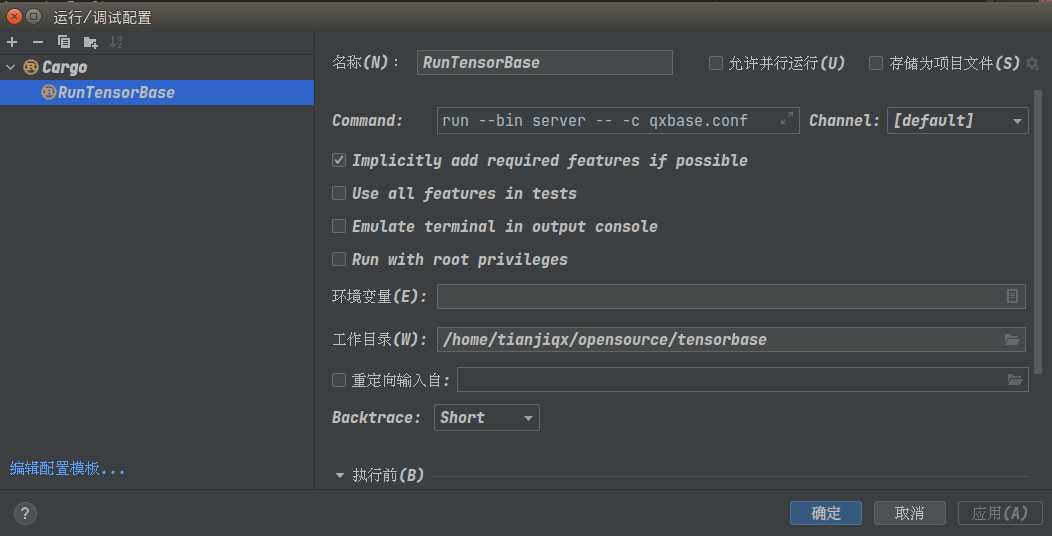 运行/调试配置
Cargo
RunTensorBase
编辑配置模板...
名称(N)： RunTensorBase 允许并行运行(U) 存储为项目文件(S)
Command: run --bin server -- -c qxbase.conf Channel: [default]
Implicitly add required features if possible
Use all features in tests
Emulate terminal in output console
Run with root privileges
环境变量(E):
工作目录(W): /home/tianjiqx/opensource/tensorbase
重定向输入自:
Backtrace: Short
执行前(B)
? 确定 取消 应用(A)